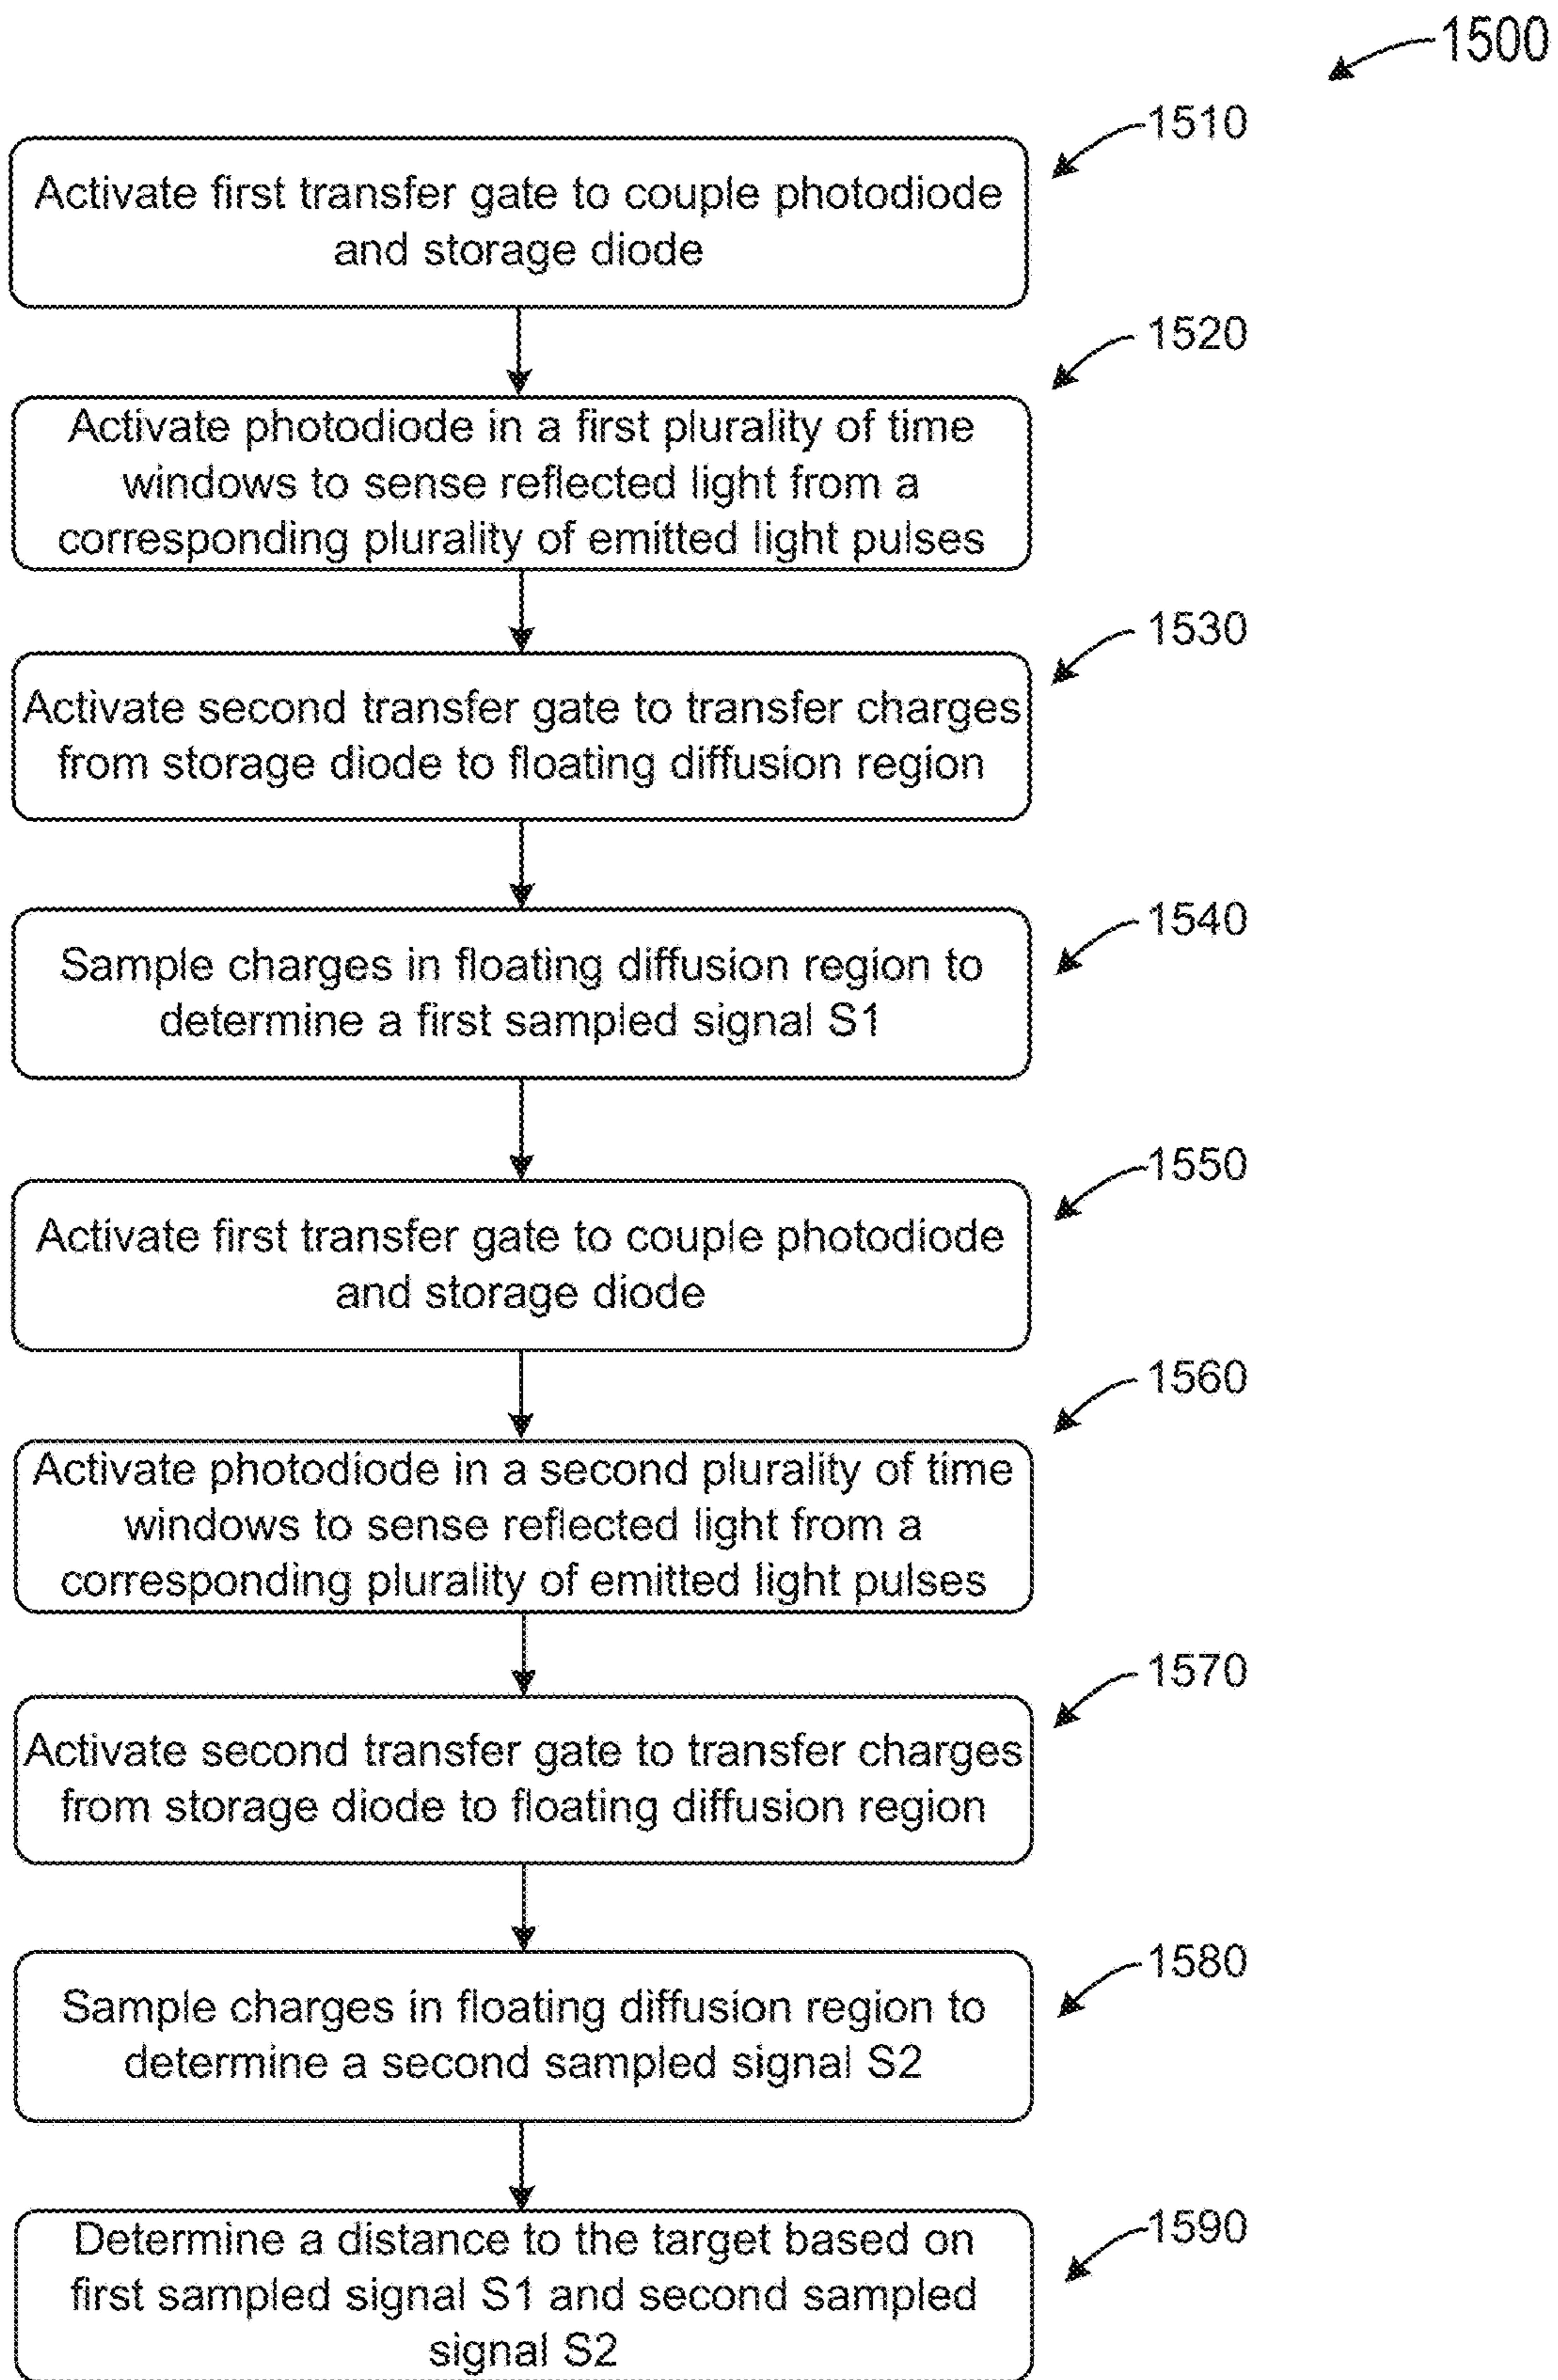 1500
1510
Activate first transfer gate to couple photodiode
and storage diode
1520
Activate photodiode in a first plurality of time
windows to sense reflected light from a
corresponding plurality of emitted light pulses
1530
Activate second transfer gate to transfer charges
from storage diode to floating diffusion region
1540
Sample charges in floating diffusion region to
determine a first sampled signal S1
1550
Activate first transfer gate to couple photodiode
and storage diode
1560
Activate photodiode in a second plurality of time
windows to sense reflected light from a
corresponding plurality of emitted light pulses
1570
Activate second transfer gate to transfer charges
from storage diode to floating diffusion region
1580
Sample charges in floating diffusion region to
determine a second sampled signal S2
1590
Determine a distance to the target based on
first sampled signal S1 and second sampled
signal S2